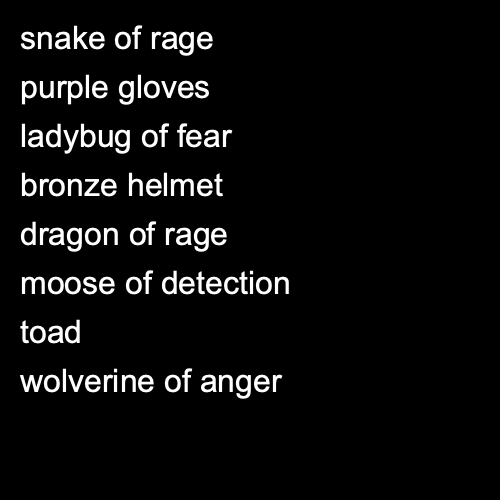 snake of rage
purple gloves
ladybug of fear
bronze helmet
dragon of rage
moose of detection
toad
wolverine of anger